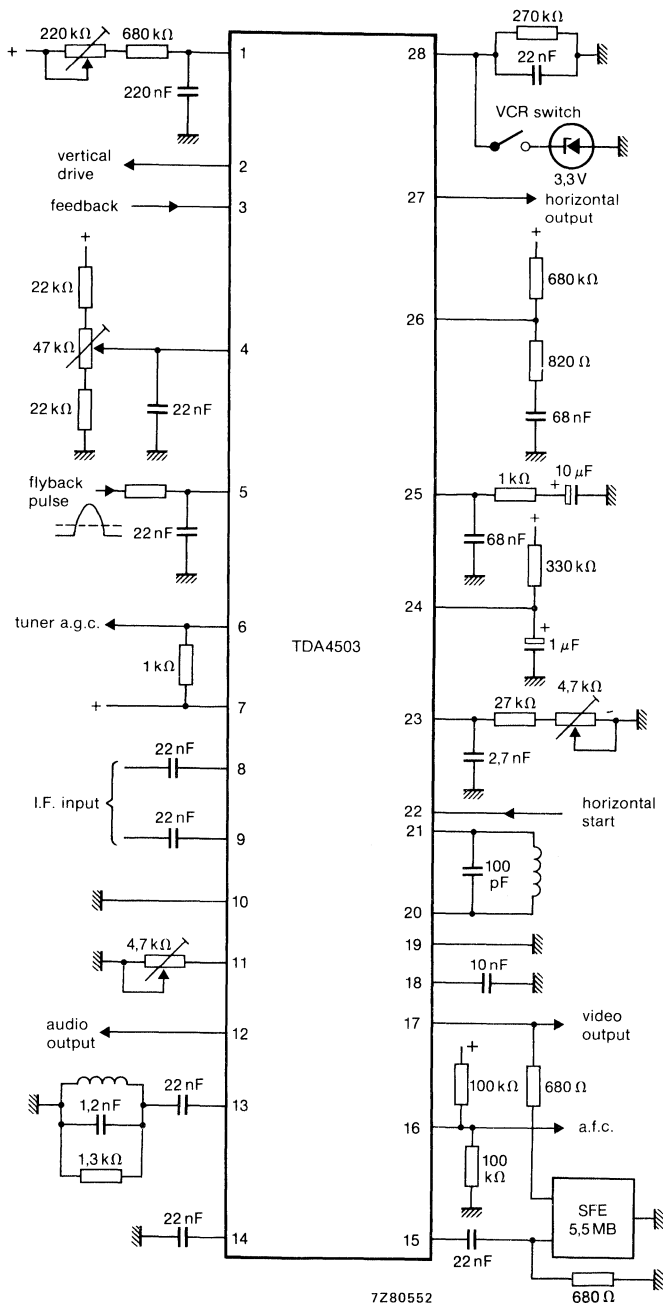 220 kΩ
680 kΩ
+
1
220 nF
vertical
drive
2
feedback
3
+
22 kΩ
47 kΩ
4
22 kΩ
22 nF
flyback
pulse
5
22 nF
tuner a.g.c.
6
1 kΩ
+
7
22 nF
8
I.F. input
22 nF
9
10
4,7 kΩ
11
audio
output
12
22 nF
13
1,2 nF
1,3 kΩ
22 nF
14
TDA4503
28
270 kΩ
22 nF
VCR switch
3,3 V
27
horizontal
output
+
680 kΩ
26
820 Ω
68 nF
25
1 kΩ
+
10 μF
68 nF
+
330 kΩ
24
+
1 μF
23
27 kΩ
4,7 kΩ
–
2,7 nF
22
horizontal
start
21
100
pF
20
19
10 nF
18
17
video
output
+
100 kΩ
680 Ω
16
a.f.c.
100
kΩ
SFE
5,5 MB
15
22 nF
680 Ω
7Z80552